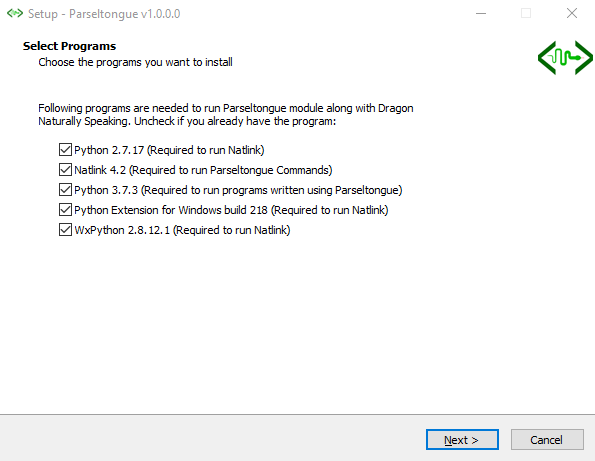 Setup - Parseltongue v1.0.0.0
Select Programs
Choose the programs you want to install
Following programs are needed to run Parseltongue module along with Dragon
Naturally Speaking. Uncheck if you already have the program:
Python 2.7.17 (Required to run Natlink)
Natlink 4.2 (Required to run Parseltongue Commands)
Python 3.7.3 (Required to run programs written using Parseltongue)
Python Extension for Windows build 218 (Required to run Natlink)
WxPython 2.8.12.1 (Required to run Natlink)
Next >
Cancel